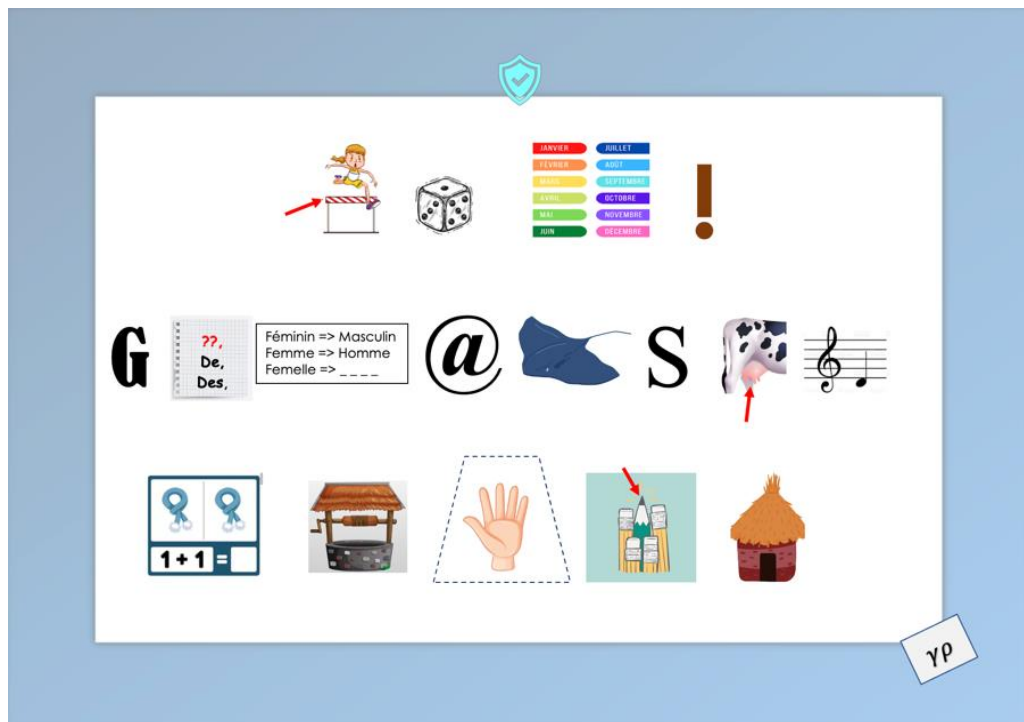 JANVIER JUILLET
FÉVRIER AOÛT
MARS SEPTEMBRE
AVRIL OCTOBRE
MAI NOVEMBRE
JUIN DÉCEMBRE
!
G
??,
De,
Des,
Féminin => Masculin
Femme => Homme
Femelle => _ _ _ _
@
S
1 + 1 =
γρ